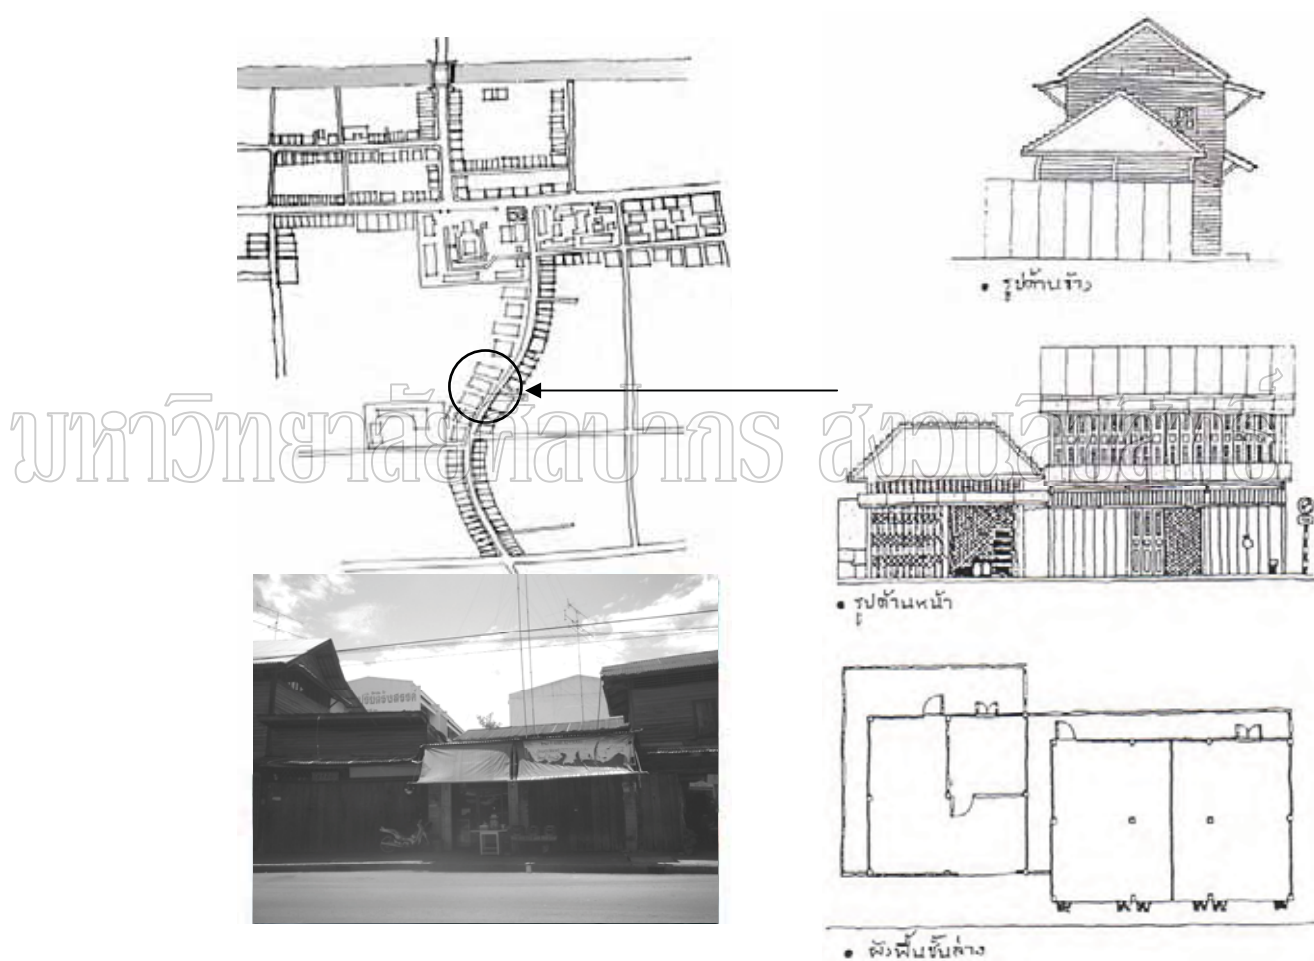 รูปด้านข้าง
มหาวิทยาลัยศิลปากร สงวนลิขสิทธิ์
รูปด้านหน้า
ผังพื้นชั้นล่าง